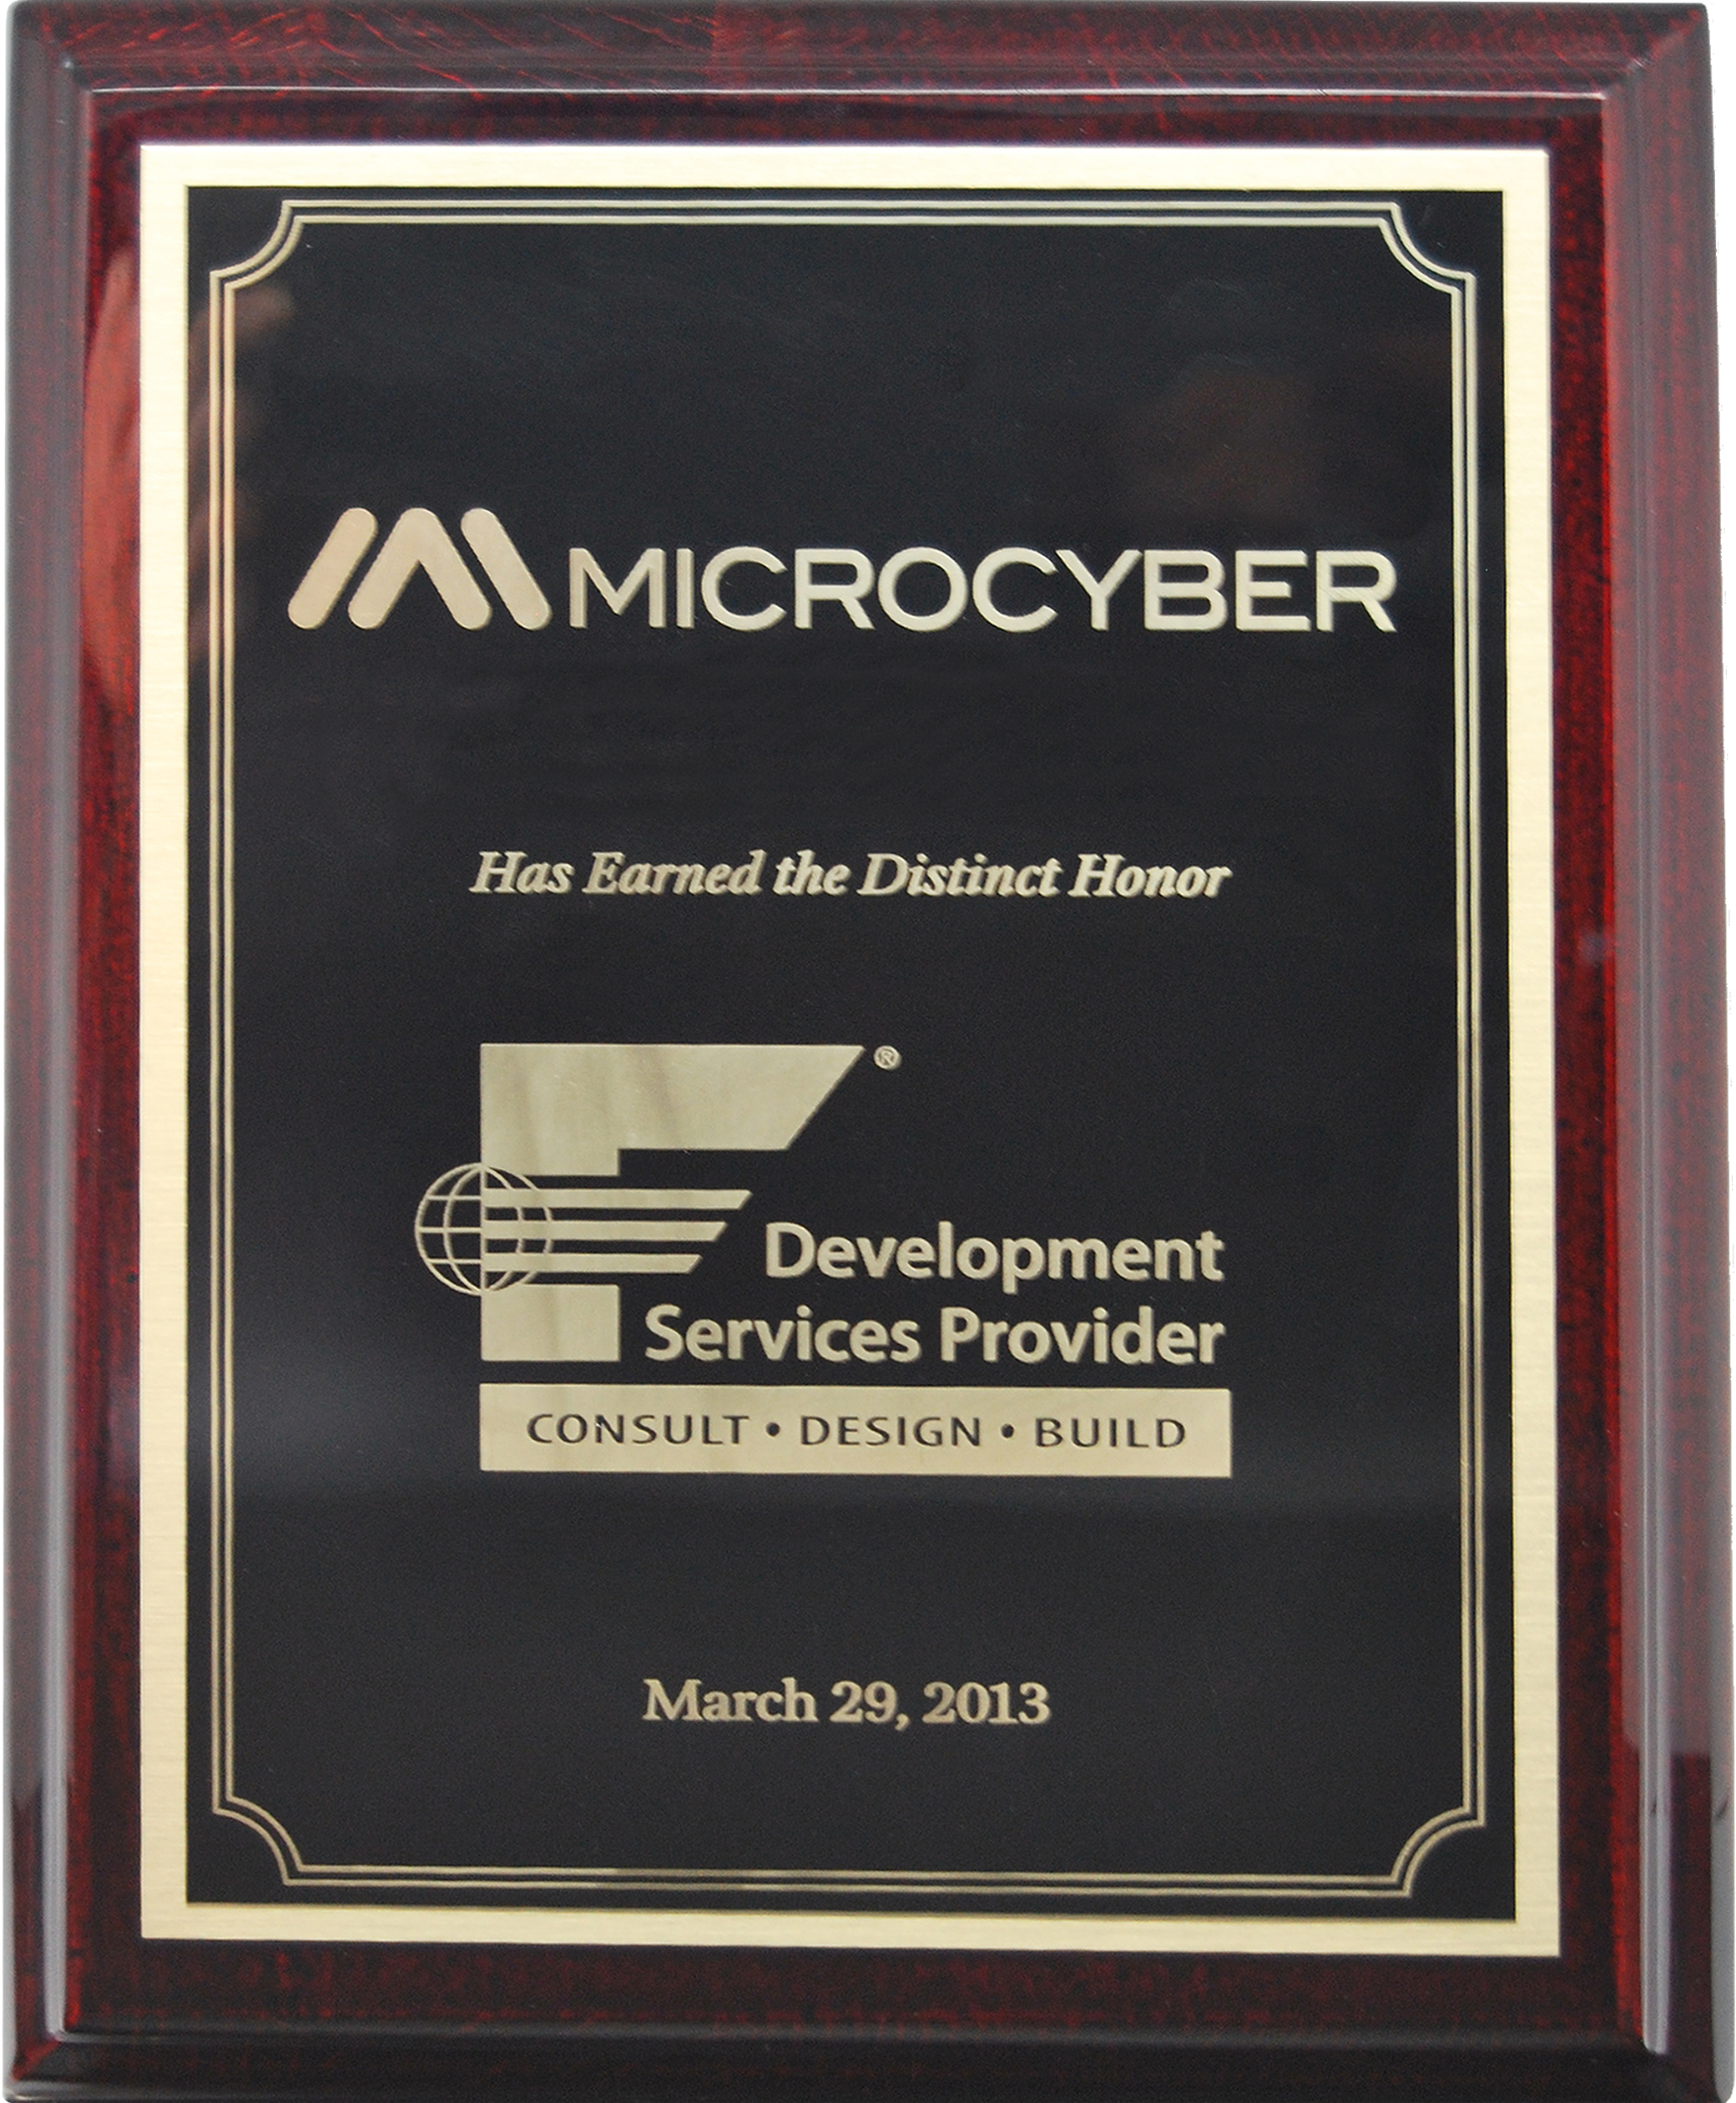 MICROCYBER
Has Earned the Distinct Honor
®
Development
Services Provider
CONSULT • DESIGN • BUILD
March 29, 2013